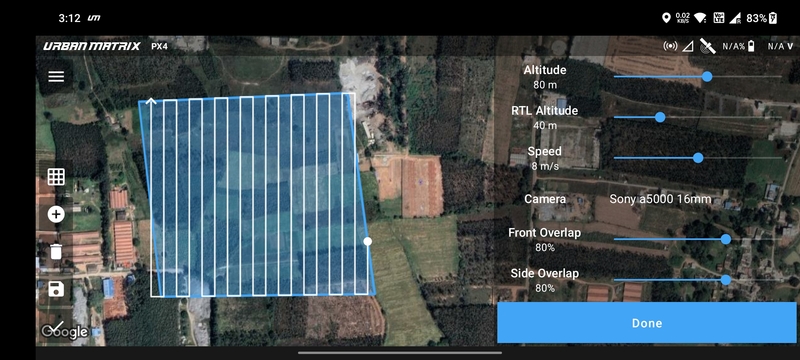 3:12 um
0.02 KB/S
83%
URBAN MATRIX PX4
N/A% N/A V
Altitude
80 m
RTL Altitude
40 m
Speed
8 m/s
Camera Sony a5000 16mm
Front Overlap
80%
Side Overlap
80%
Done
Google